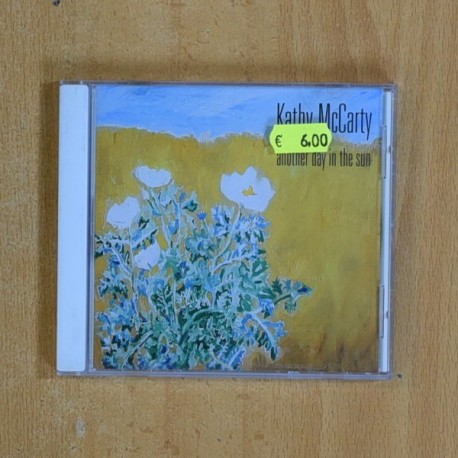 Kathy McCarty
€ 6.00
another day in the sun